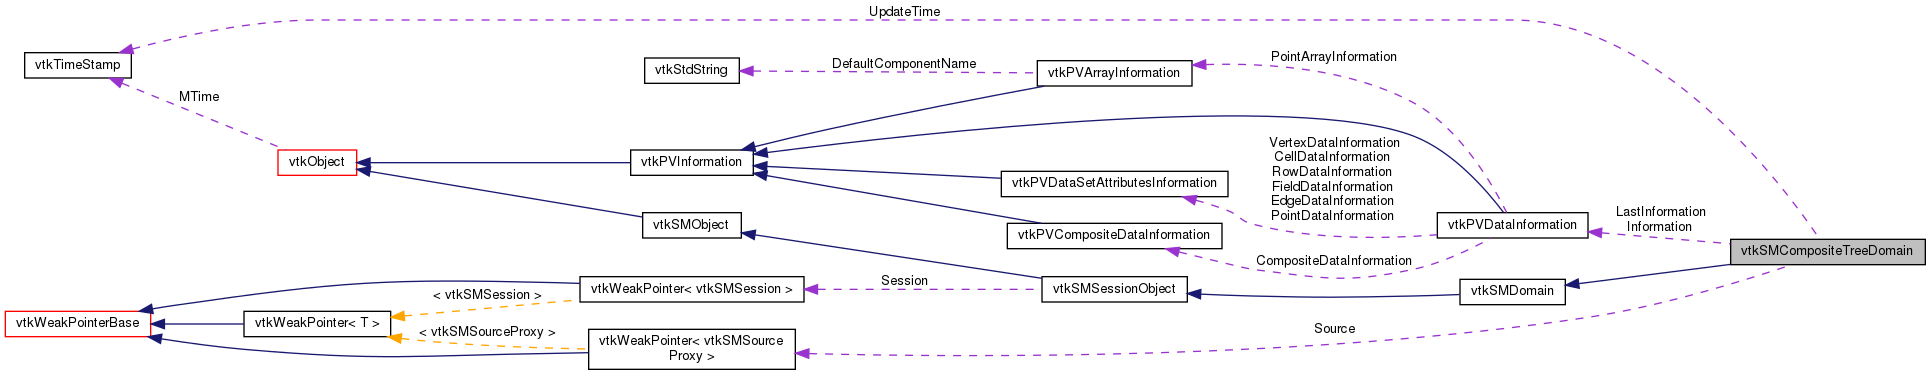 UpdateTime
vtkTimeStamp
vtkStdString
DefaultComponentName
vtkPVArrayInformation
PointArrayInformation
MTime
vtkObject
vtkPVInformation
vtkPVDataSetAttributesInformation
VertexDataInformation
CellDataInformation
RowDataInformation
FieldDataInformation
EdgeDataInformation
PointDataInformation
vtkSMObject
vtkPVCompositeDataInformation
vtkPVDataInformation
LastInformation
Information
vtkSMCompositeTreeDomain
CompositeDataInformation
vtkWeakPointer< vtkSMSession >
Session
vtkSMSessionObject
vtkSMDomain
< vtkSMSession >
vtkWeakPointerBase
vtkWeakPointer< T >
< vtkSMSourceProxy >
vtkWeakPointer< vtkSMSource
Proxy >
Source